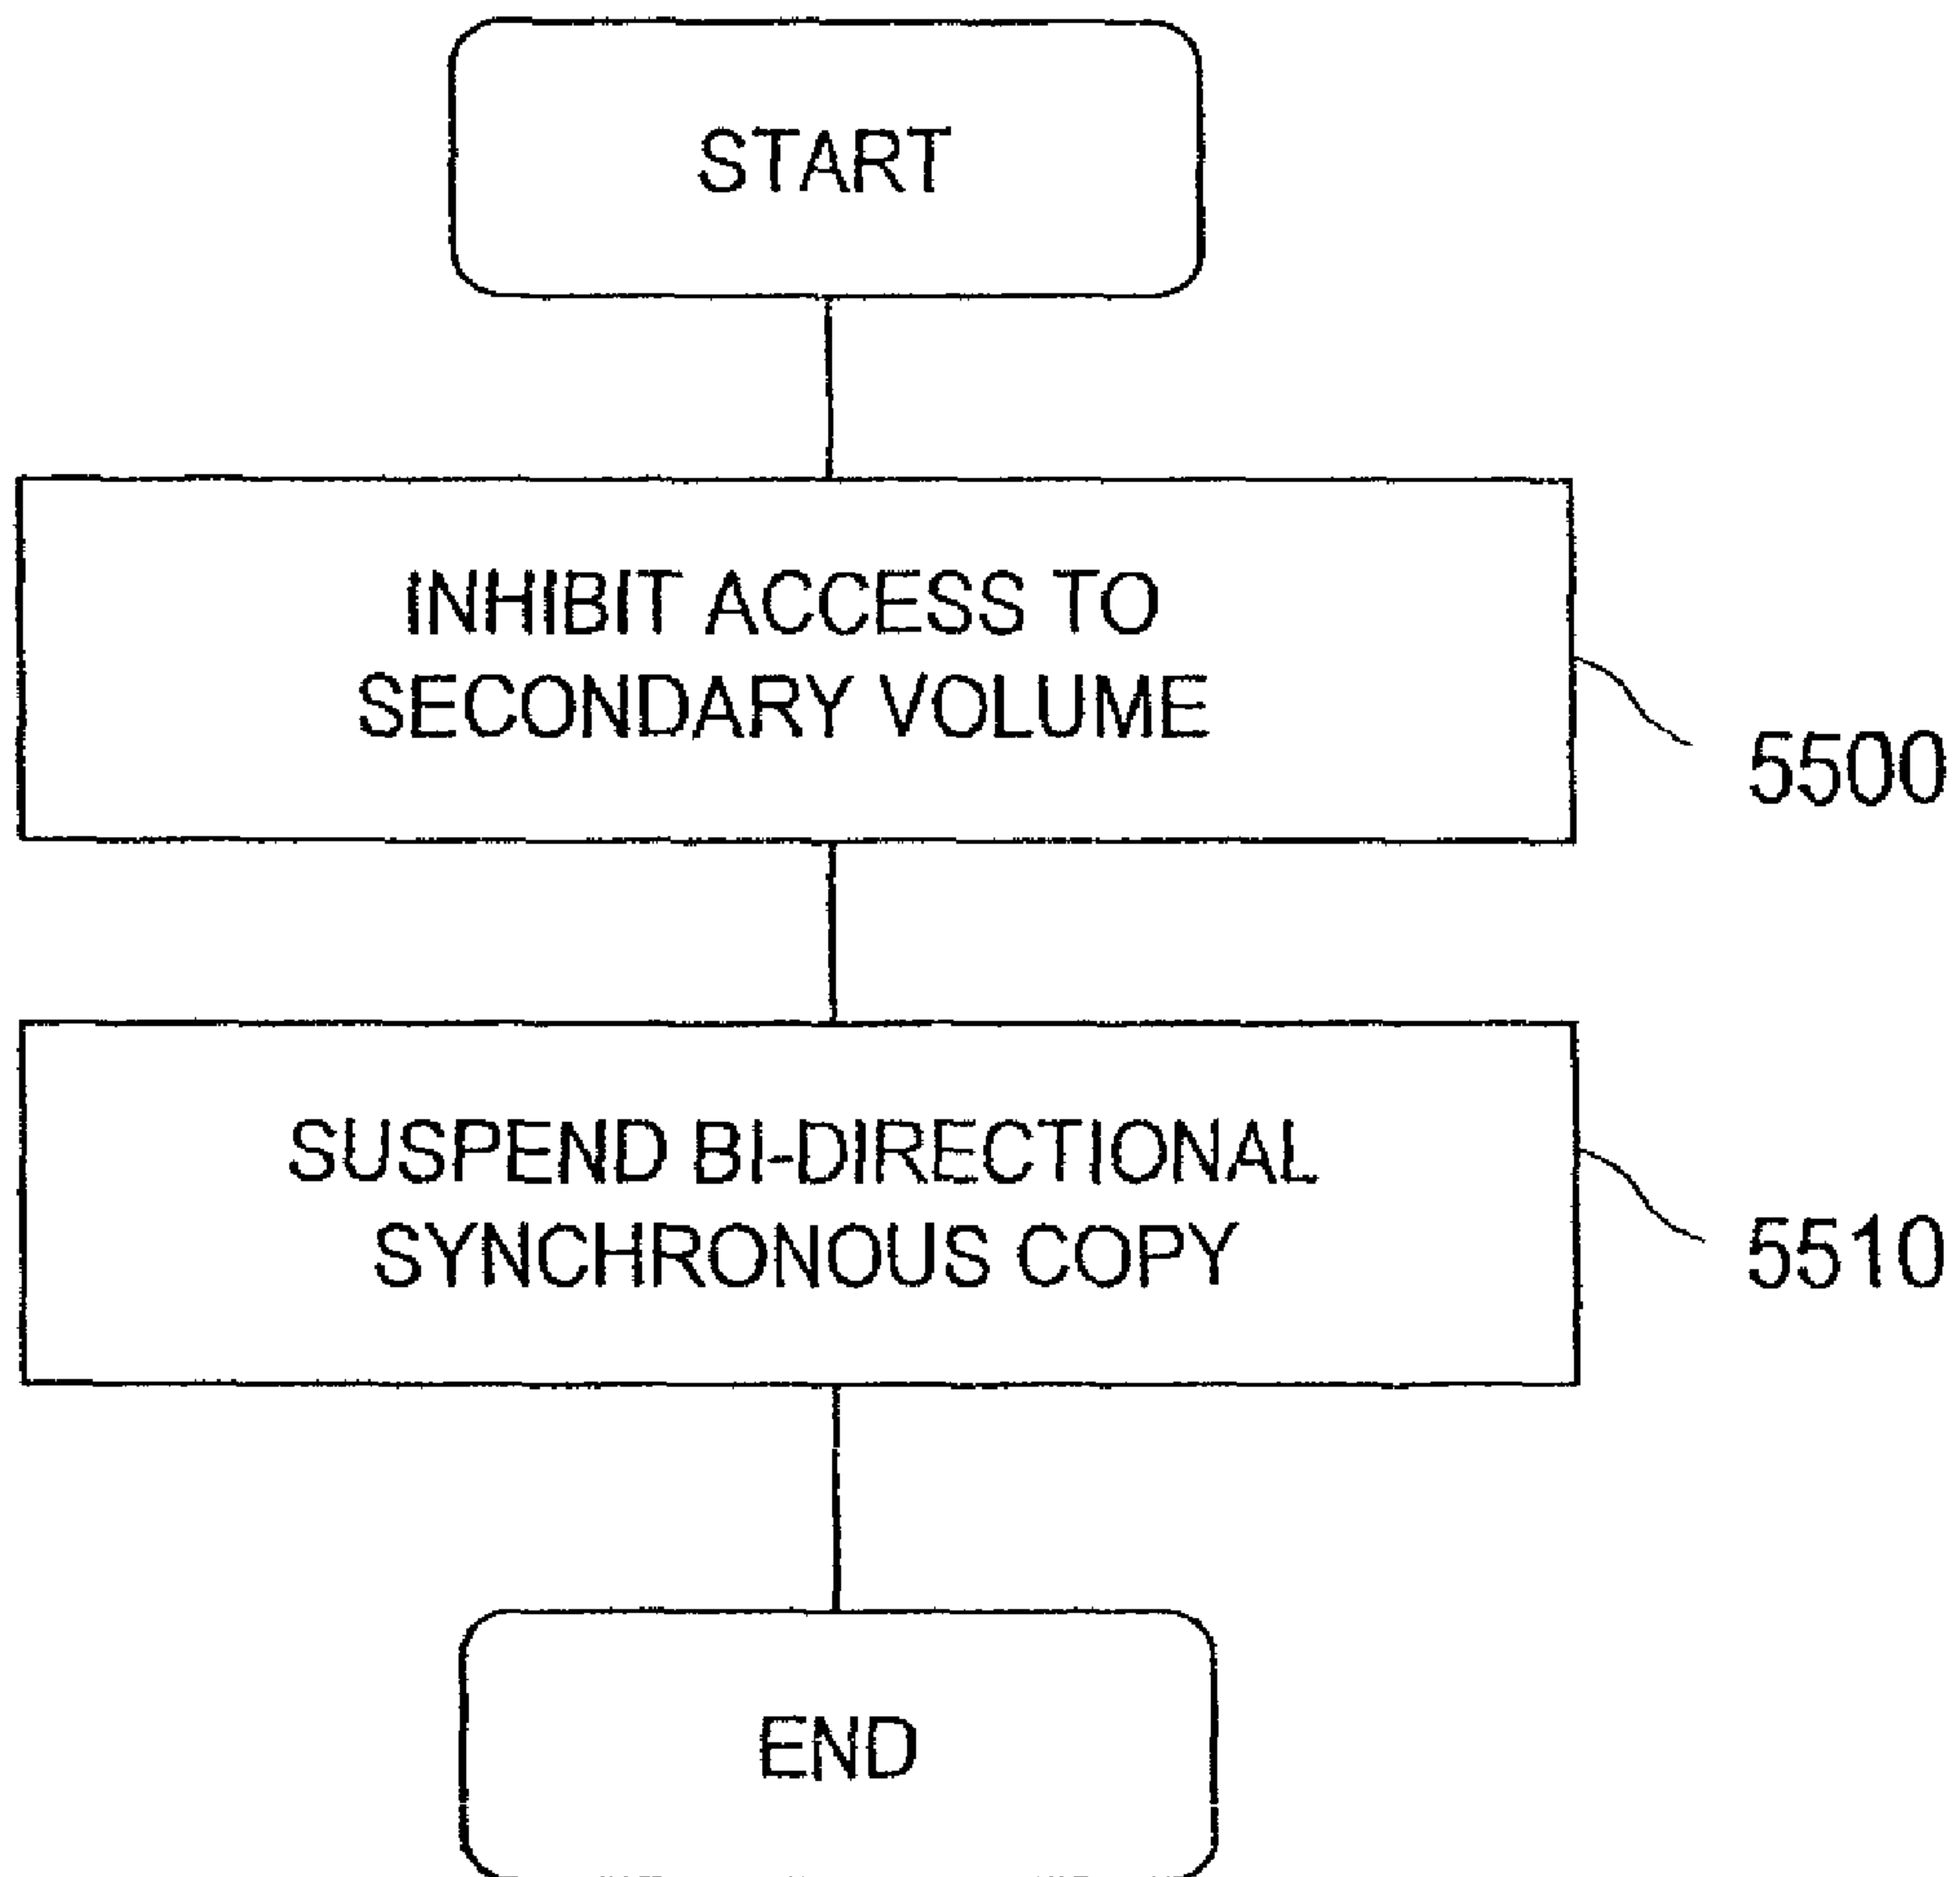 START
INHIBIT ACCESS TO
SECONDARY VOLUME
5500
SUSPEND BI-DIRECTIONAL
SYNCHRONOUS COPY
5510
END